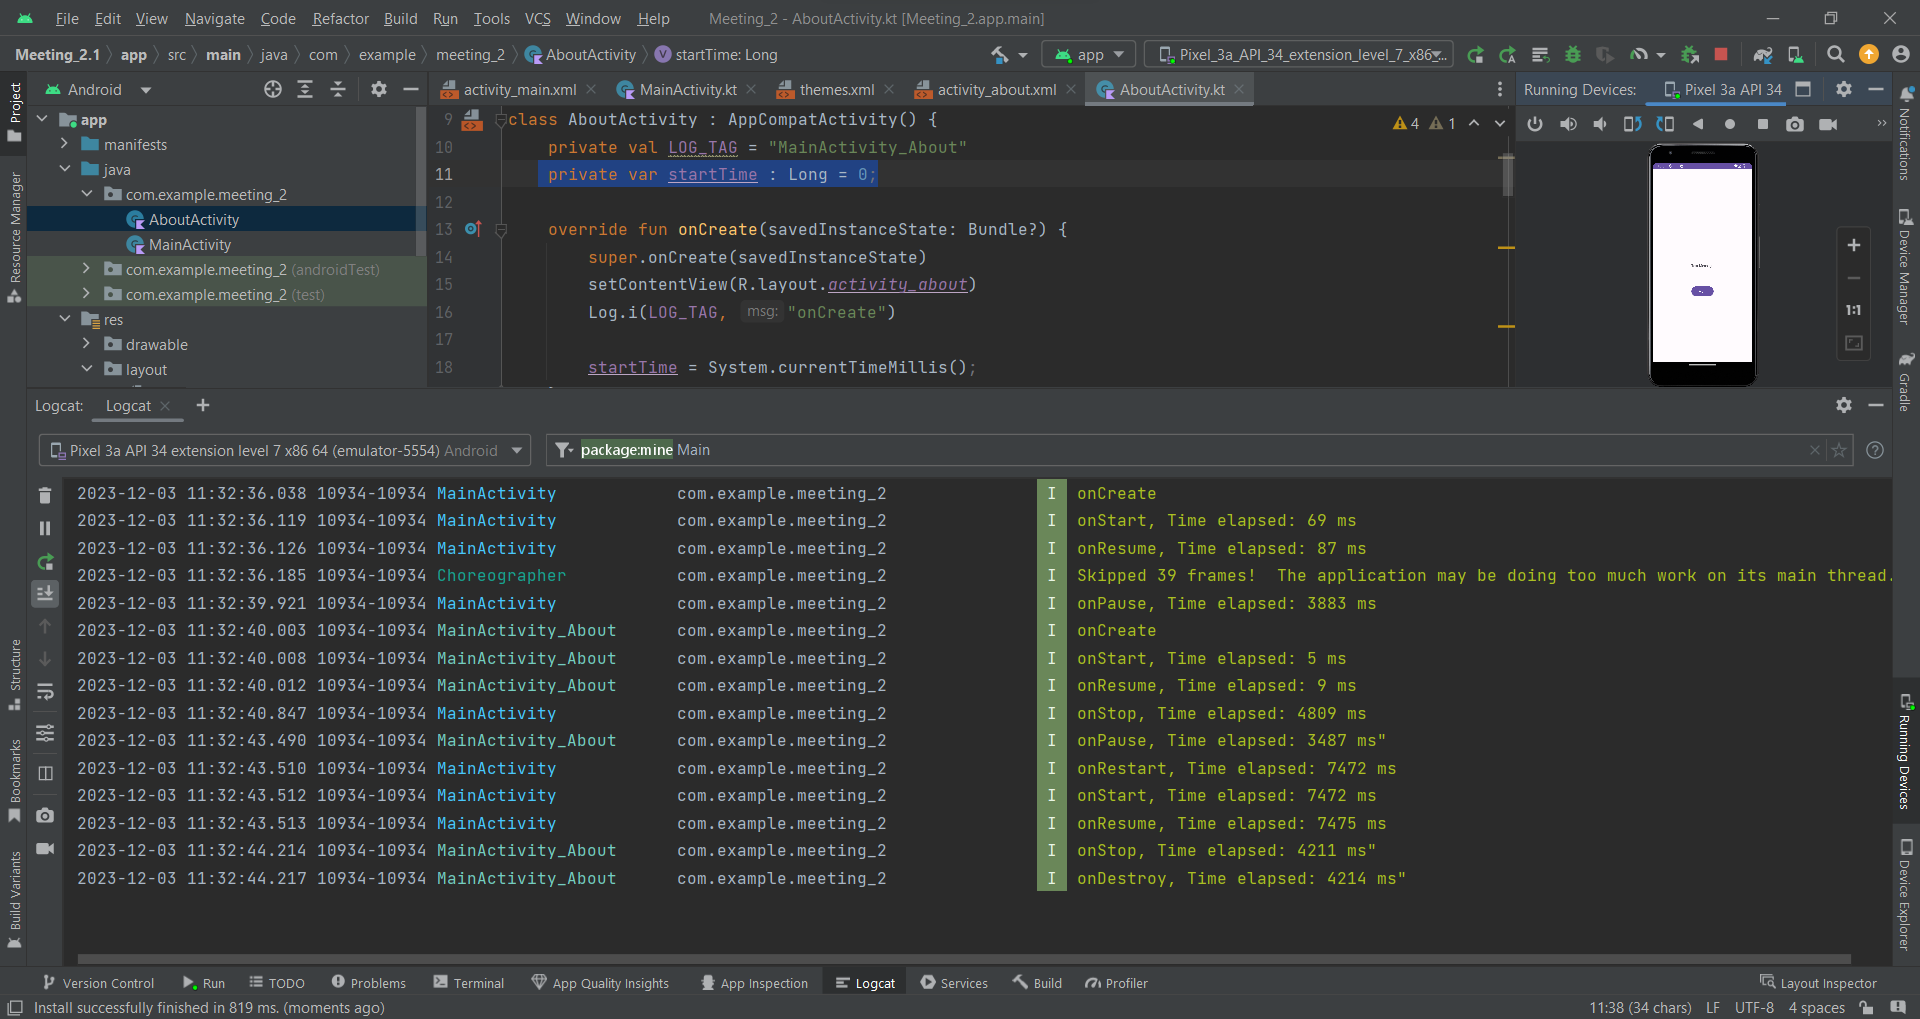 File Edit View Navigate Code Refactor Build Run Tools VCS Window Help Meeting_2 - AboutActivity.kt [Meeting_2.app.main]
Meeting_2.1 app src main java com example meeting_2 AboutActivity startTime: Long app Pixel_3a_API_34_extension_level_7_x86
Project
Resource Manager
Structure
Bookmarks
Build Variants
Android
app
manifests
java
com.example.meeting_2
AboutActivity
MainActivity
com.example.meeting_2 (androidTest)
com.example.meeting_2 (test)
res
drawable
layout
activity_main.xml MainActivity.kt themes.xml activity_about.xml AboutActivity.kt
4 1
9 class AboutActivity : AppCompatActivity() {
10 private val LOG_TAG = "MainActivity_About"
11 private var startTime : Long = 0;
12
13 override fun onCreate(savedInstanceState: Bundle?) {
14 super.onCreate(savedInstanceState)
15 setContentView(R.layout.activity_about)
16 Log.i(LOG_TAG, msg: "onCreate")
17
18 startTime = System.currentTimeMillis();
Running Devices: Pixel 3a API 34
1:1
Notifications
Device Manager
Gradle
Running Devices
Device Explorer
Logcat: Logcat
Pixel 3a API 34 extension level 7 x86 64 (emulator-5554) Android package:mine Main
2023-12-03 11:32:36.038 10934-10934 MainActivity com.example.meeting_2 I onCreate
2023-12-03 11:32:36.119 10934-10934 MainActivity com.example.meeting_2 I onStart, Time elapsed: 69 ms
2023-12-03 11:32:36.126 10934-10934 MainActivity com.example.meeting_2 I onResume, Time elapsed: 87 ms
2023-12-03 11:32:36.185 10934-10934 Choreographer com.example.meeting_2 I Skipped 39 frames! The application may be doing too much work on its main thread.
2023-12-03 11:32:39.921 10934-10934 MainActivity com.example.meeting_2 I onPause, Time elapsed: 3883 ms
2023-12-03 11:32:40.003 10934-10934 MainActivity_About com.example.meeting_2 I onCreate
2023-12-03 11:32:40.008 10934-10934 MainActivity_About com.example.meeting_2 I onStart, Time elapsed: 5 ms
2023-12-03 11:32:40.012 10934-10934 MainActivity_About com.example.meeting_2 I onResume, Time elapsed: 9 ms
2023-12-03 11:32:40.847 10934-10934 MainActivity com.example.meeting_2 I onStop, Time elapsed: 4809 ms
2023-12-03 11:32:43.490 10934-10934 MainActivity_About com.example.meeting_2 I onPause, Time elapsed: 3487 ms"
2023-12-03 11:32:43.510 10934-10934 MainActivity com.example.meeting_2 I onRestart, Time elapsed: 7472 ms
2023-12-03 11:32:43.512 10934-10934 MainActivity com.example.meeting_2 I onStart, Time elapsed: 7472 ms
2023-12-03 11:32:43.513 10934-10934 MainActivity com.example.meeting_2 I onResume, Time elapsed: 7475 ms
2023-12-03 11:32:44.214 10934-10934 MainActivity_About com.example.meeting_2 I onStop, Time elapsed: 4211 ms"
2023-12-03 11:32:44.217 10934-10934 MainActivity_About com.example.meeting_2 I onDestroy, Time elapsed: 4214 ms"
Version Control Run TODO Problems Terminal App Quality Insights App Inspection Logcat Services Build Profiler Layout Inspector
Install successfully finished in 819 ms. (moments ago) 11:38 (34 chars) LF UTF-8 4 spaces